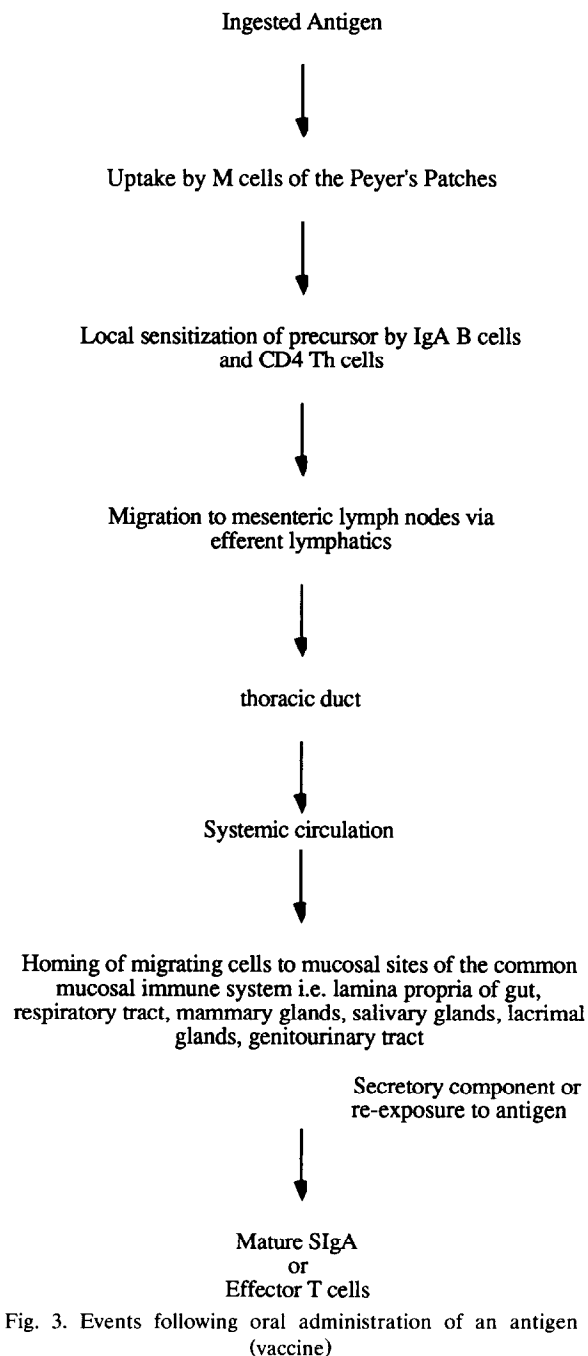 Ingested Antigen
Uptake by M cells of the Peyer's Patches
Local sensitization of precursor by IgA B cells
and CD4 Th cells
Migration to mesenteric lymph nodes via
efferent lymphatics
thoracic duct
Systemic circulation
Homing of migrating cells to mucosal sites of the common
mucosal immune system i.e. lamina propria of gut,
respiratory tract, mammary glands, salivary glands, lacrimal
glands, genitourinary tract
Secretory component or
re-exposure to antigen
Mature SIgA
or
Effector T cells
Fig. 3. Events following oral administration of an antigen
(vaccine)